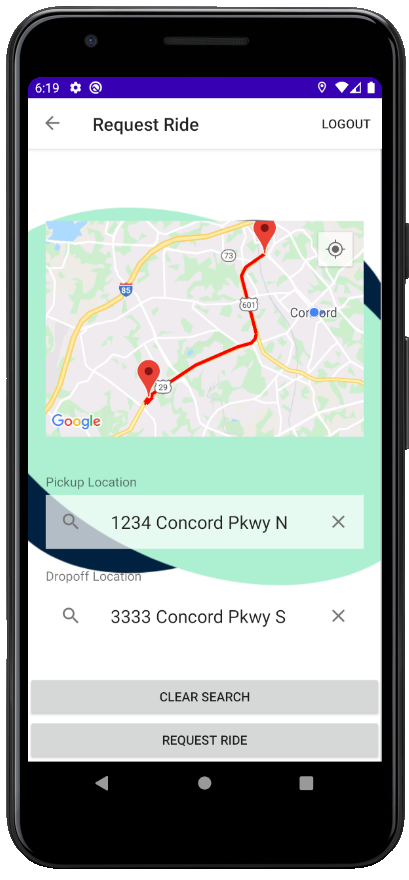 6:19
Request Ride
LOGOUT
73
85
601
Concord
29
Google
Pickup Location
1234 Concord Pkwy N
Dropoff Location
3333 Concord Pkwy S
CLEAR SEARCH
REQUEST RIDE